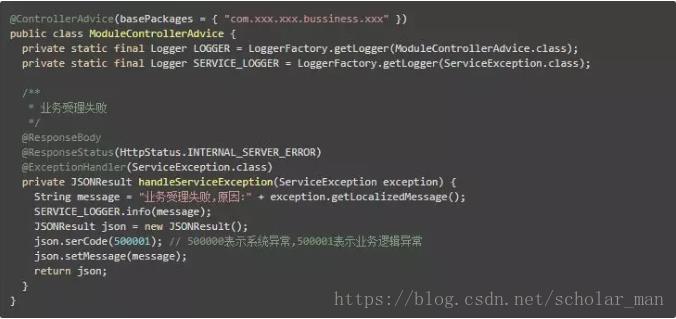 @ControllerAdvice(basePackages = { "com.xxx.xxx.bussiness.xxx" })
public class ModuleControllerAdvice {
  private static final Logger LOGGER = LoggerFactory.getLogger(ModuleControllerAdvice.class);
  private static final Logger SERVICE_LOGGER = LoggerFactory.getLogger(ServiceException.class);
  /**
   * 业务受理失败
   */
  @ResponseBody
  @ResponseStatus(HttpStatus.INTERNAL_SERVER_ERROR)
  @ExceptionHandler(ServiceException.class)
  private JSONResult handleServiceException(ServiceException exception) {
    String message = "业务受理失败,原因:" + exception.getLocalizedMessage();
    SERVICE_LOGGER.info(message);
    JSONResult json = new JSONResult();
    json.serCode(500001); // 500000表示系统异常,500001表示业务逻辑异常
    json.setMessage(message);
    return json;
  }
}
https://blog.csdn.net/scholar_man